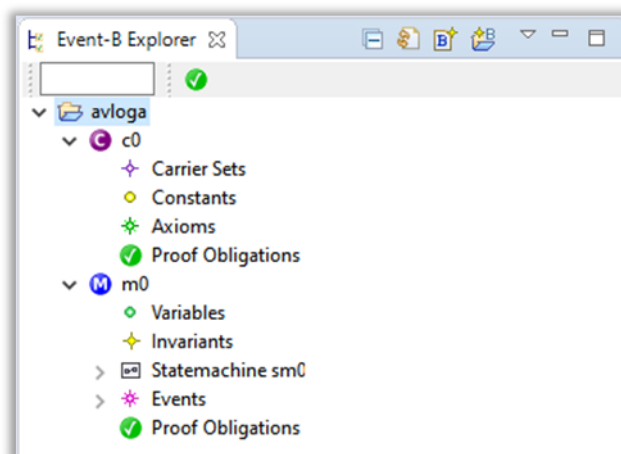 Event-B Explorer
avloga
c0
Carrier Sets
Constants
Axioms
Proof Obligations
m0
Variables
Invariants
Statemachine sm0
Events
Proof Obligations